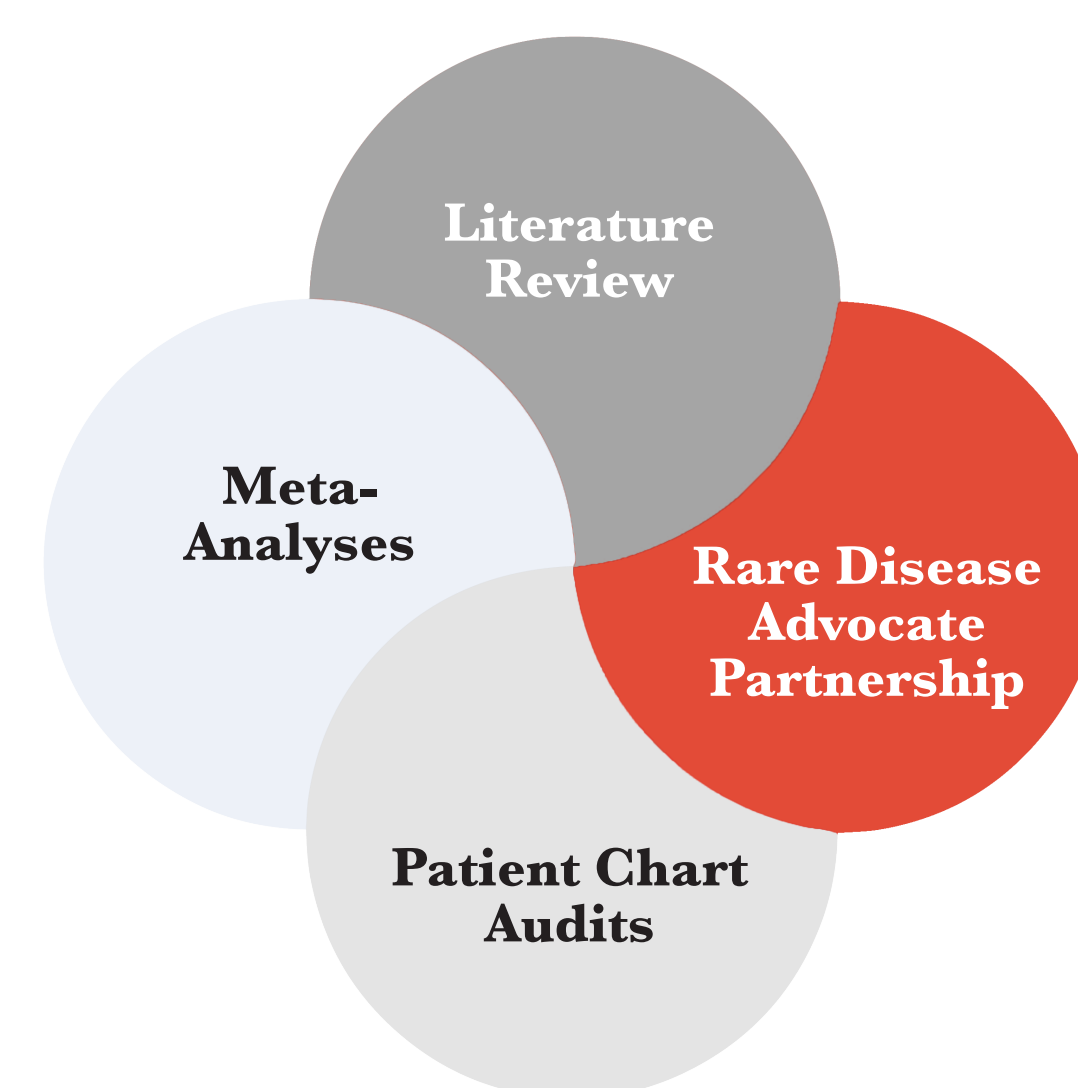 Literature
Review
Meta-
Analyses
Rare Disease
Advocate
Partnership
Patient Chart
Audits